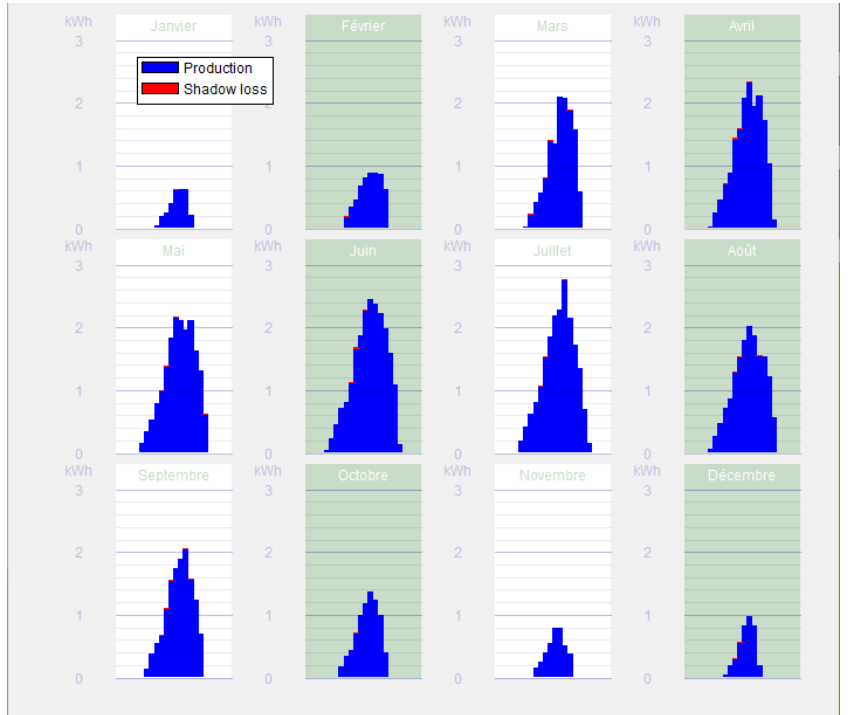 kWh Janvier kWh Février kWh Mars kWh Avril
3 3 3 3
Production
Shadow loss
2 2 2 2
1 1 1 1
0 0 0 0
kWh Mai kWh Juin kWh Juillet kWh Août
3 3 3 3
2 2 2 2
1 1 1 1
0 0 0 0
kWh Septembre kWh Octobre kWh Novembre kWh Décembre
3 3 3 3
2 2 2 2
1 1 1 1
0 0 0 0